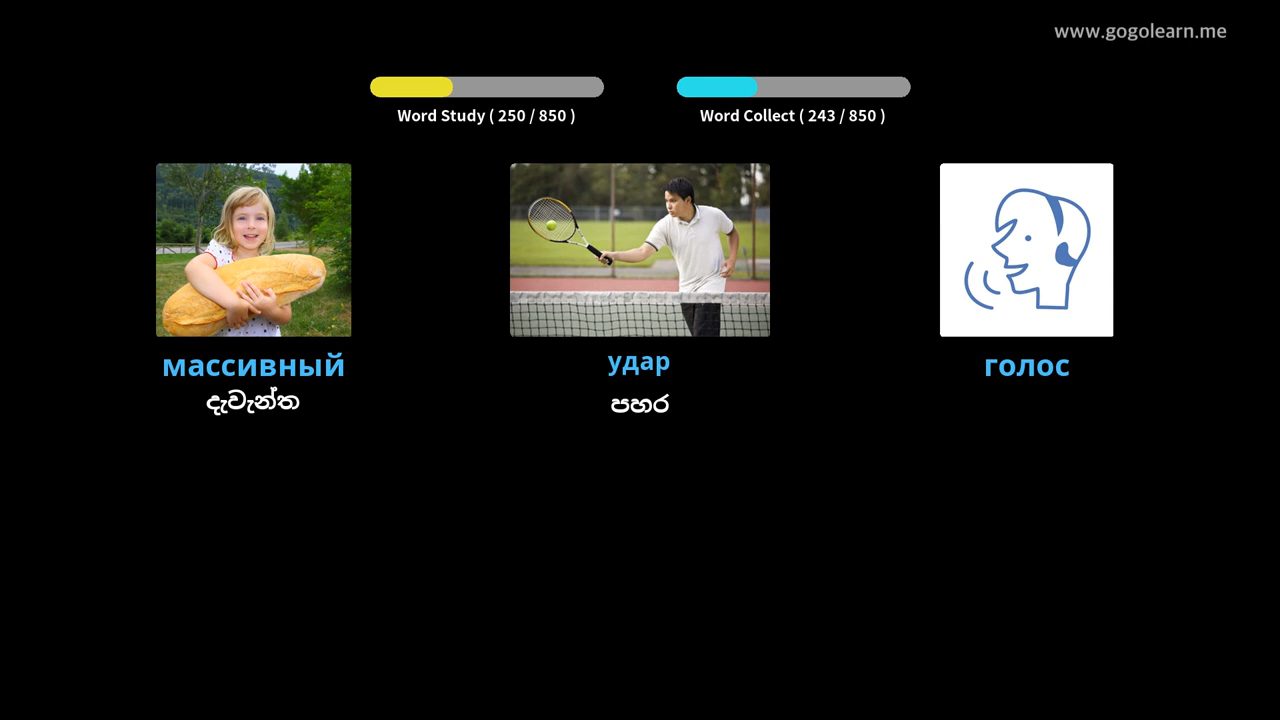 www.gogolearn.me
Word Study ( 250 / 850 )
Word Collect ( 243 / 850 )
массивный
දැවැන්ත
удар
පහර
голос